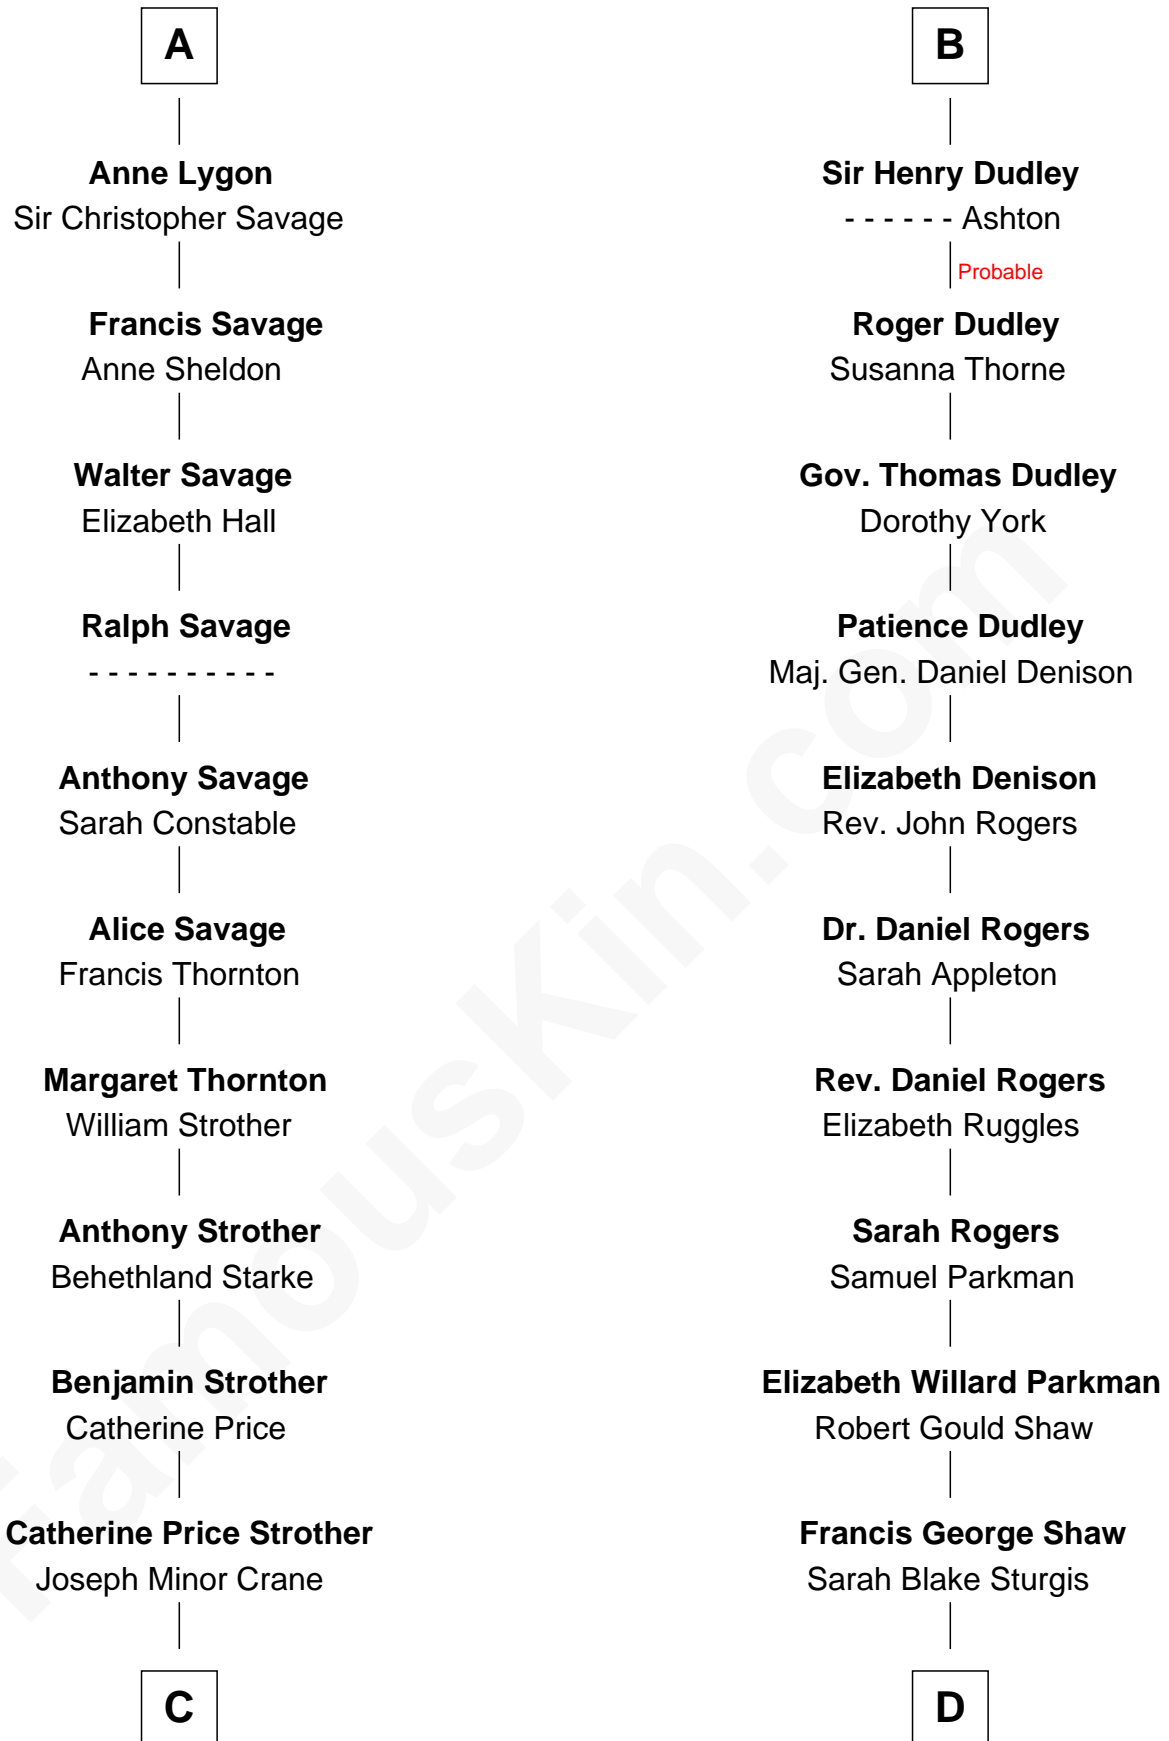 A
Anne Lygon
Sir Christopher Savage
Francis Savage
Anne Sheldon
Walter Savage
Elizabeth Hall
Ralph Savage
- - - - - - - - - -
Anthony Savage
Sarah Constable
Alice Savage
Francis Thornton
Margaret Thornton
William Strother
Anthony Strother
Behethland Starke
Benjamin Strother
Catherine Price
Catherine Price Strother
Joseph Minor Crane
C
B
Sir Henry Dudley
- - - - - - Ashton
Probable
Roger Dudley
Susanna Thorne
Gov. Thomas Dudley
Dorothy York
Patience Dudley
Maj. Gen. Daniel Denison
Elizabeth Denison
Rev. John Rogers
Dr. Daniel Rogers
Sarah Appleton
Rev. Daniel Rogers
Elizabeth Ruggles
Sarah Rogers
Samuel Parkman
Elizabeth Willard Parkman
Robert Gould Shaw
Francis George Shaw
Sarah Blake Sturgis
D
FamousKin.com